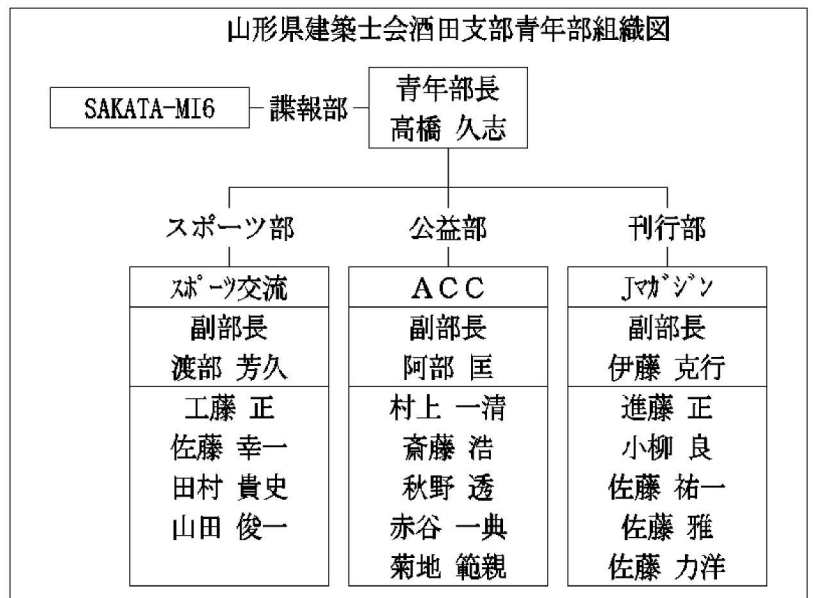 山形県建築士会酒田支部青年部組織図
SAKATA-MI6
諜報部
青年部長
高橋 久志
スポーツ部
スポーツ交流
副部長
渡部 芳久
工藤 正
佐藤 幸一
田村 貴史
山田 俊一
公益部
ACC
副部長
阿部 匡
村上 一清
斎藤 浩
秋野 透
赤谷 一典
菊地 範親
刊行部
Jマガジン
副部長
伊藤 克行
進藤 正
小柳 良
佐藤 祐一
佐藤 雅
佐藤 力洋